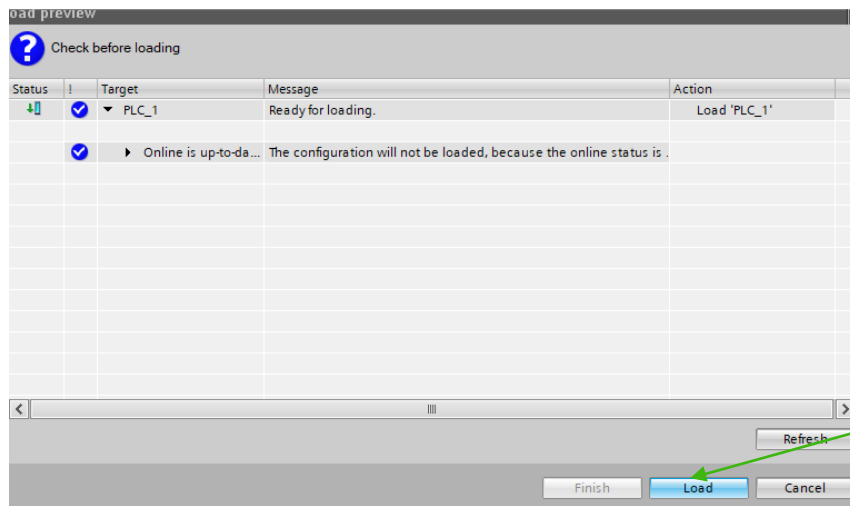 oad preview
Check before loading
Status ! Target Message Action
PLC_1 Ready for loading. Load 'PLC_1'
Online is up-to-da... The configuration will not be loaded, because the online status is .
Refresh
Finish Load Cancel